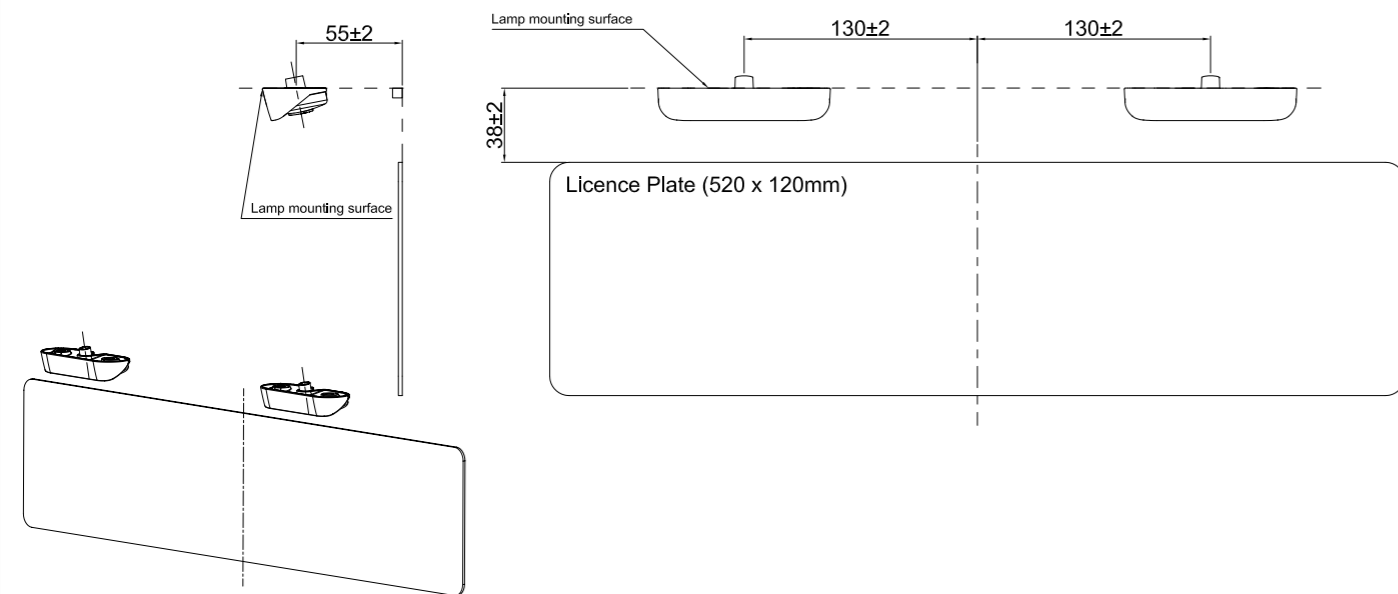 55±2
Lamp mounting surface
Lamp mounting surface
130±2
130±2
38±2
Licence Plate (520 x 120mm)